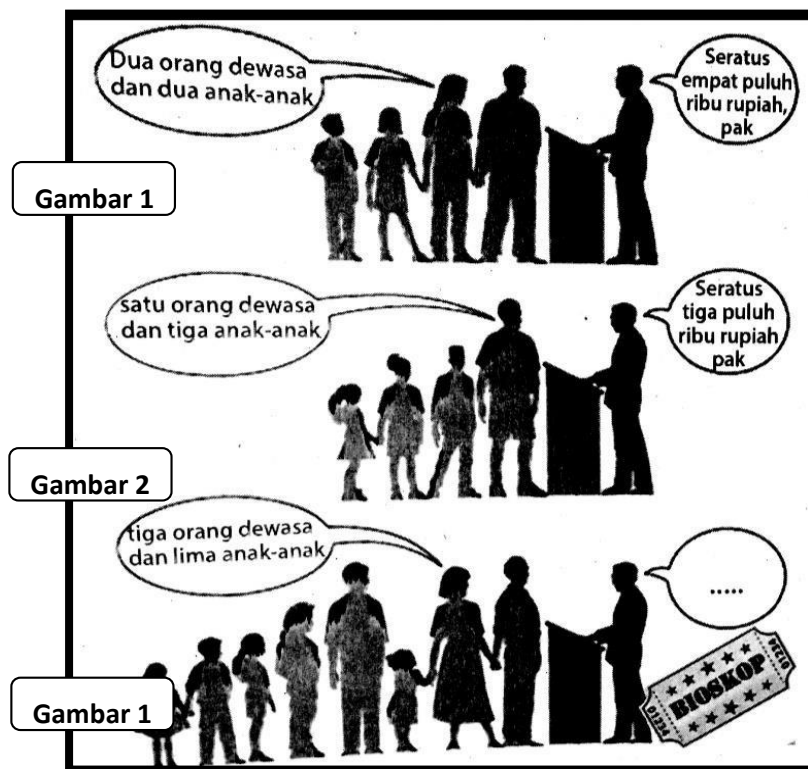 Dua orang dewasa
dan dua anak-anak
Seratus
empat puluh
ribu rupiah,
pak
Gambar 1
satu orang dewasa
dan tiga anak-anak
Seratus
tiga puluh
ribu rupiah
pak
Gambar 2
tiga orang dewasa
dan lima anak-anak
.....
Gambar 1
01234
BIOSKOP
01234